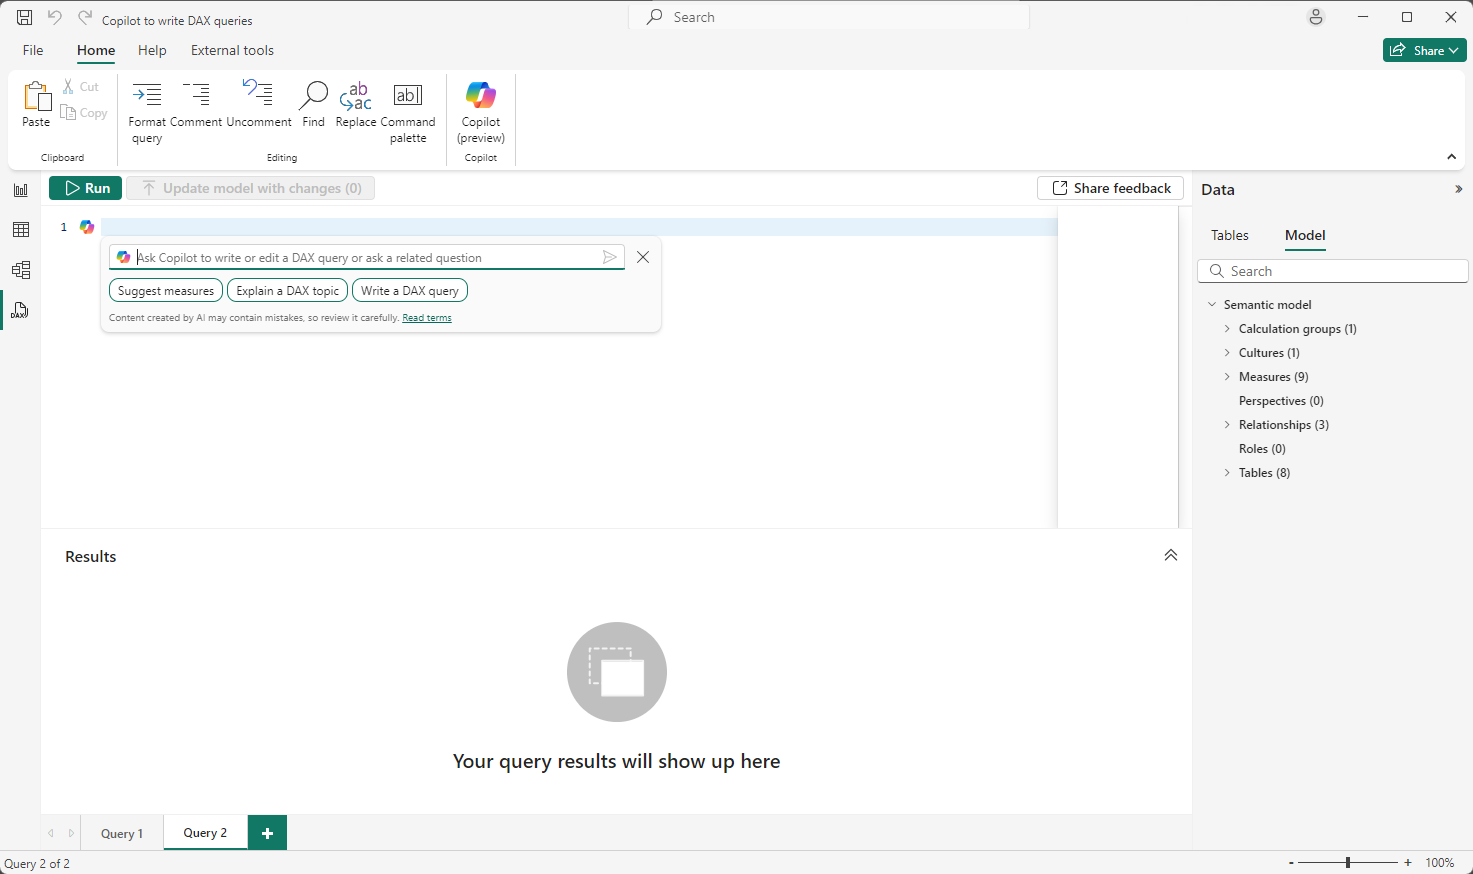 Copilot to write DAX queries
Search
File Home Help External tools
Share
Paste
Cut
Copy
Format query
Comment
Uncomment
Find
ab
ac
Replace
ab
Command palette
Copilot (preview)
Clipboard
Editing
Copilot
Run
Update model with changes (0)
Share feedback
Data
1
Ask Copilot to write or edit a DAX query or ask a related question
Suggest measures
Explain a DAX topic
Write a DAX query
Content created by AI may contain mistakes, so review it carefully. Read terms
DAX
Tables
Model
Search
Semantic model
Calculation groups (1)
Cultures (1)
Measures (9)
Perspectives (0)
Relationships (3)
Roles (0)
Tables (8)
Results
Your query results will show up here
Query 1
Query 2
+
Query 2 of 2
- + 100%